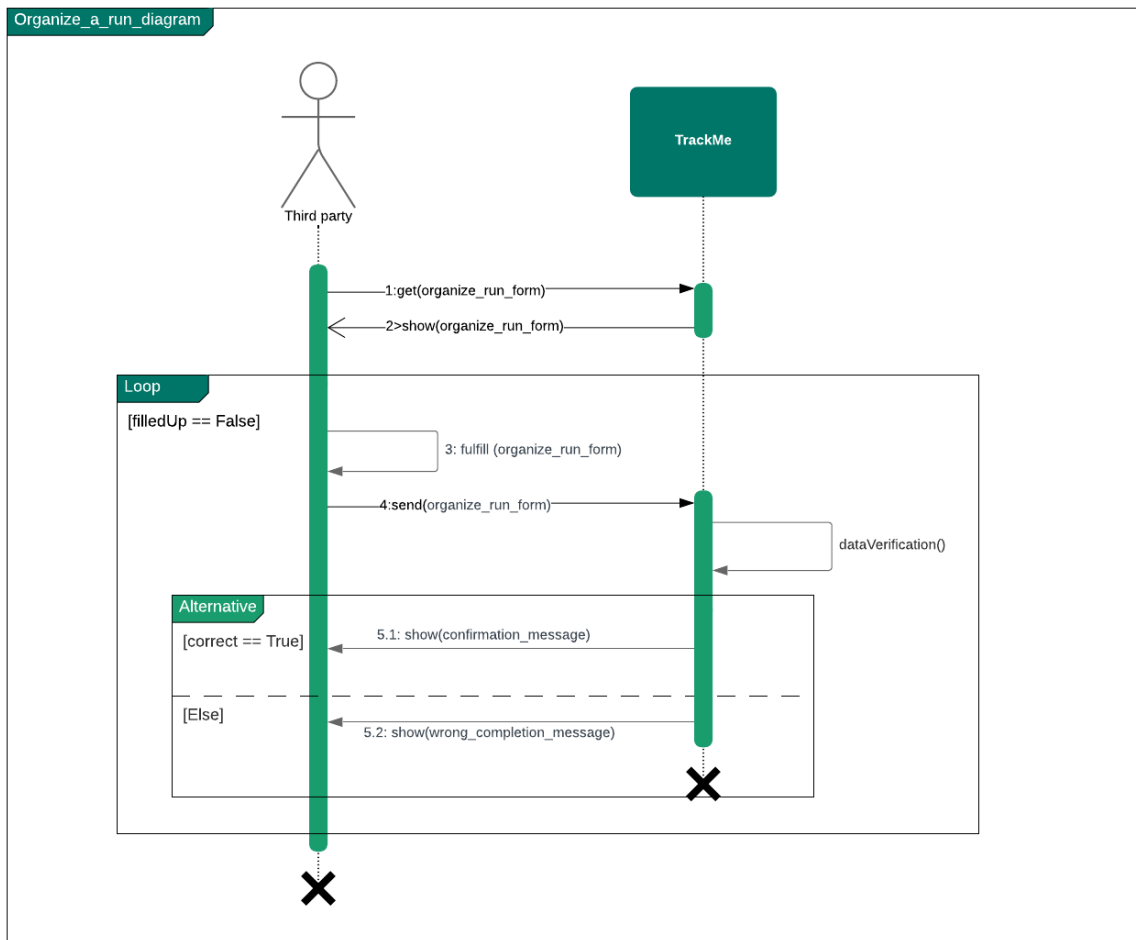 Organize_a_run_diagram
TrackMe
Third party
1:get(organize_run_form)
2>show(organize_run_form)
Loop
[filledUp == False]
3: fulfill (organize_run_form)
4:send(organize_run_form)
dataVerification()
Alternative
[correct == True]
5.1: show(confirmation_message)
[Else]
5.2: show(wrong_completion_message)